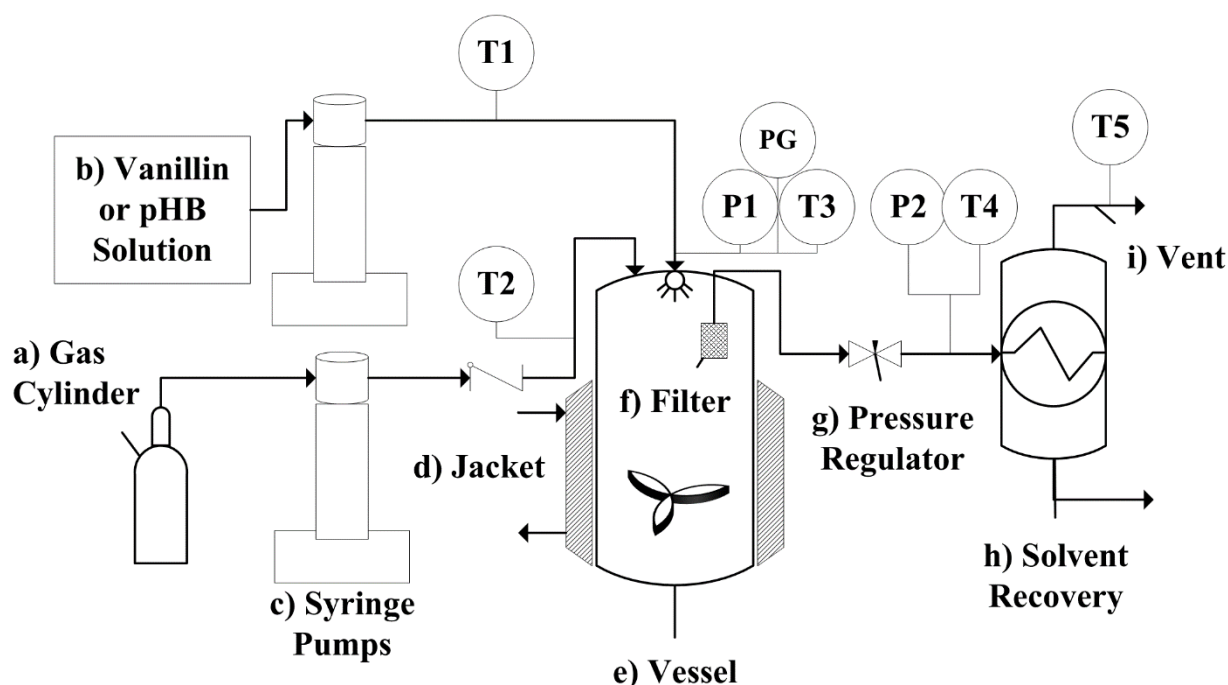 T1
b) Vanillin
or pHB
Solution
PG
P1
T3
P2
T4
T5
i) Vent
T2
a) Gas
Cylinder
f) Filter
d) Jacket
g) Pressure
Regulator
c) Syringe
Pumps
h) Solvent
Recovery
e) Vessel